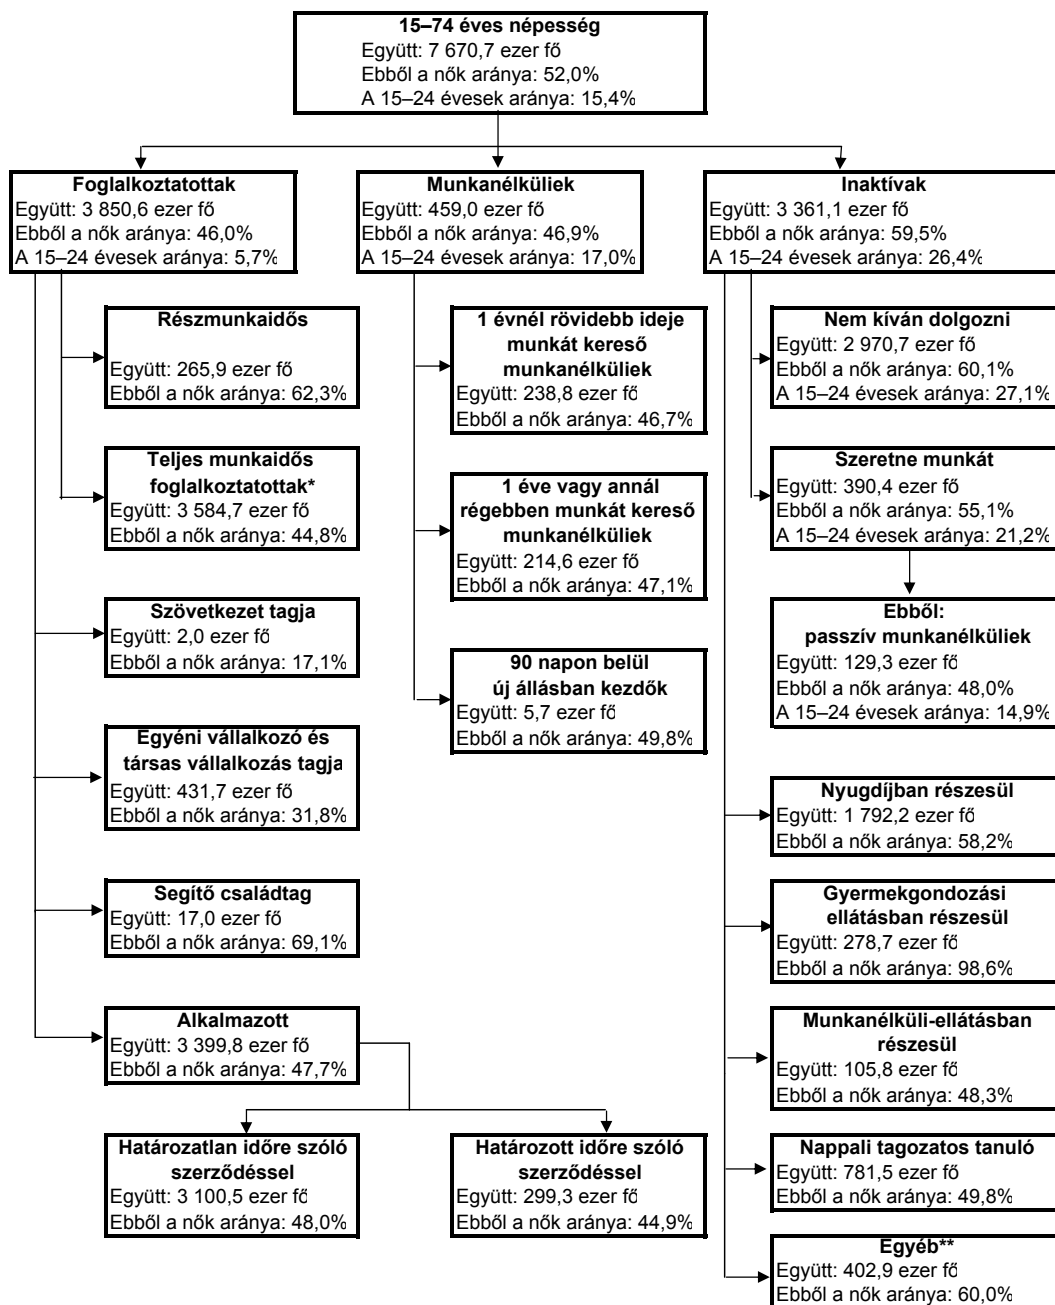 15–74 éves népesség
Együtt: 7 670,7 ezer fő
Ebből a nők aránya: 52,0%
A 15–24 évesek aránya: 15,4%
Foglalkoztatottak
Együtt: 3 850,6 ezer fő
Ebből a nők aránya: 46,0%
A 15–24 évesek aránya: 5,7%
Munkanélküliek
Együtt: 459,0 ezer fő
Ebből a nők aránya: 46,9%
A 15–24 évesek aránya: 17,0%
Inaktívak
Együtt: 3 361,1 ezer fő
Ebből a nők aránya: 59,5%
A 15–24 évesek aránya: 26,4%
Részmunkaidős
Együtt: 265,9 ezer fő
Ebből a nők aránya: 62,3%
Teljes munkaidős
foglalkoztatottak*
Együtt: 3 584,7 ezer fő
Ebből a nők aránya: 44,8%
Szövetkezet tagja
Együtt: 2,0 ezer fő
Ebből a nők aránya: 17,1%
Egyéni vállalkozó és
társas vállalkozás tagja
Együtt: 431,7 ezer fő
Ebből a nők aránya: 31,8%
Segítő családtag
Együtt: 17,0 ezer fő
Ebből a nők aránya: 69,1%
Alkalmazott
Együtt: 3 399,8 ezer fő
Ebből a nők aránya: 47,7%
Határozatlan időre szóló
szerződéssel
Együtt: 3 100,5 ezer fő
Ebből a nők aránya: 48,0%
Határozott időre szóló
szerződéssel
Együtt: 299,3 ezer fő
Ebből a nők aránya: 44,9%
1 évnél rövidebb ideje
munkát kereső
munkanélküliek
Együtt: 238,8 ezer fő
Ebből a nők aránya: 46,7%
1 éve vagy annál
régebben munkát kereső
munkanélküliek
Együtt: 214,6 ezer fő
Ebből a nők aránya: 47,1%
90 napon belül
új állásban kezdők
Együtt: 5,7 ezer fő
Ebből a nők aránya: 49,8%
Nem kíván dolgozni
Együtt: 2 970,7 ezer fő
Ebből a nők aránya: 60,1%
A 15–24 évesek aránya: 27,1%
Szeretne munkát
Együtt: 390,4 ezer fő
Ebből a nők aránya: 55,1%
A 15–24 évesek aránya: 21,2%
Ebből:
passzív munkanélküliek
Együtt: 129,3 ezer fő
Ebből a nők aránya: 48,0%
A 15–24 évesek aránya: 14,9%
Nyugdíjban részesül
Együtt: 1 792,2 ezer fő
Ebből a nők aránya: 58,2%
Gyermekgondozási
ellátásban részesül
Együtt: 278,7 ezer fő
Ebből a nők aránya: 98,6%
Munkanélküli-ellátásban
részesül
Együtt: 105,8 ezer fő
Ebből a nők aránya: 48,3%
Nappali tagozatos tanuló
Együtt: 781,5 ezer fő
Ebből a nők aránya: 49,8%
Egyéb**
Együtt: 402,9 ezer fő
Ebből a nők aránya: 60,0%